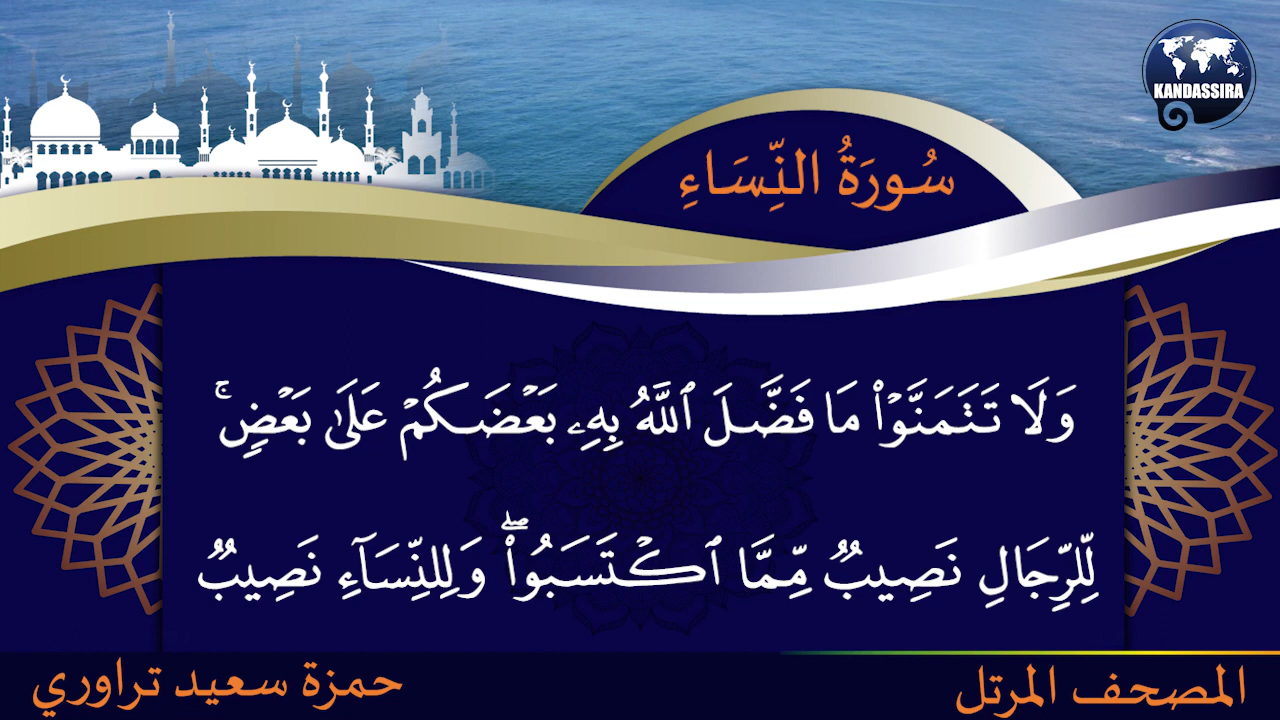 KANDASSIRA
سُورَةُ النِّسَاءِ
وَلَا تَتَمَنَّوۡا۟ مَا فَضَّلَ ٱللَّهُ بِهِۦ بَعۡضَكُمۡ عَلَىٰ بَعۡضٖۚ
لِّلرِّجَالِ نَصِيبٞ مِّمَّا ٱكۡتَسَبُوا۟ۖ وَلِلنِّسَآءِ نَصِيبٞ
المصحف المرتل
حمزة سعيد تراوري